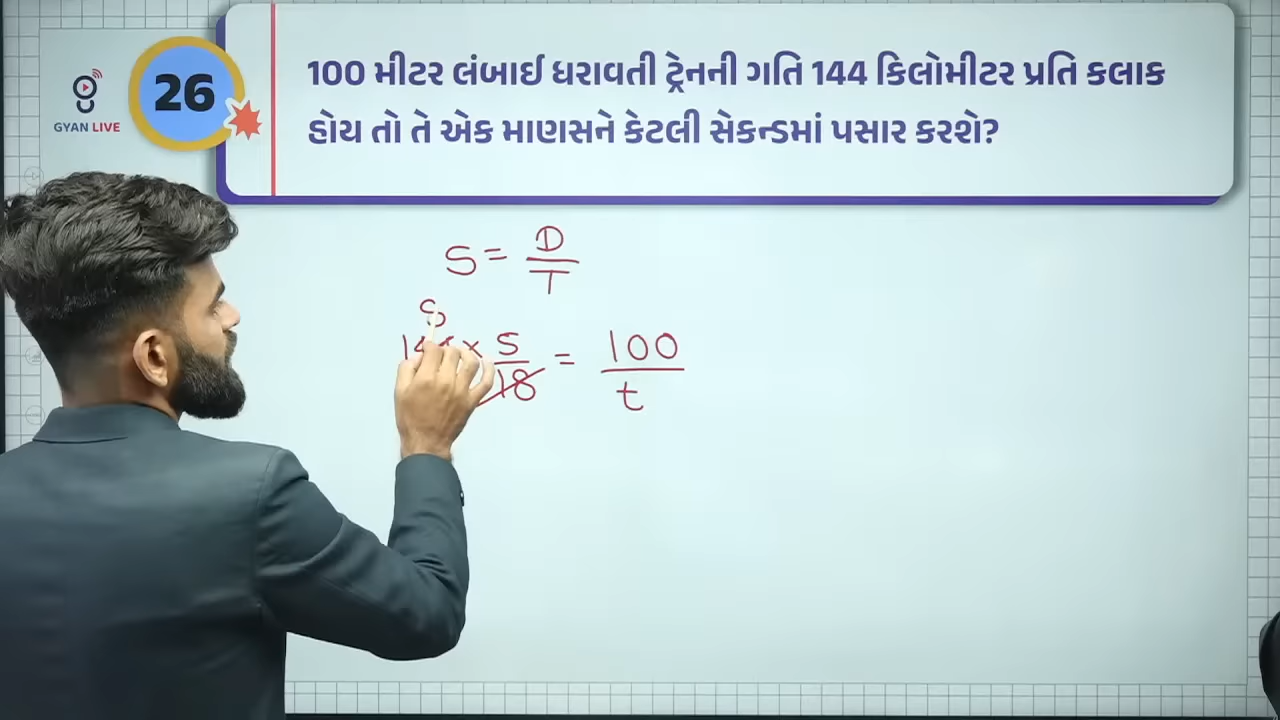 26
GYAN LIVE
100 મીટર લંબાઈ ધરાવતી ટ્રેનની ગતિ 144 કિલોમીટર પ્રતિ કલાક
હોય તો તે એક માણસને કેટલી સેકન્ડમાં પસાર કરશે?
S = D
T
× 5 = 100
18 t